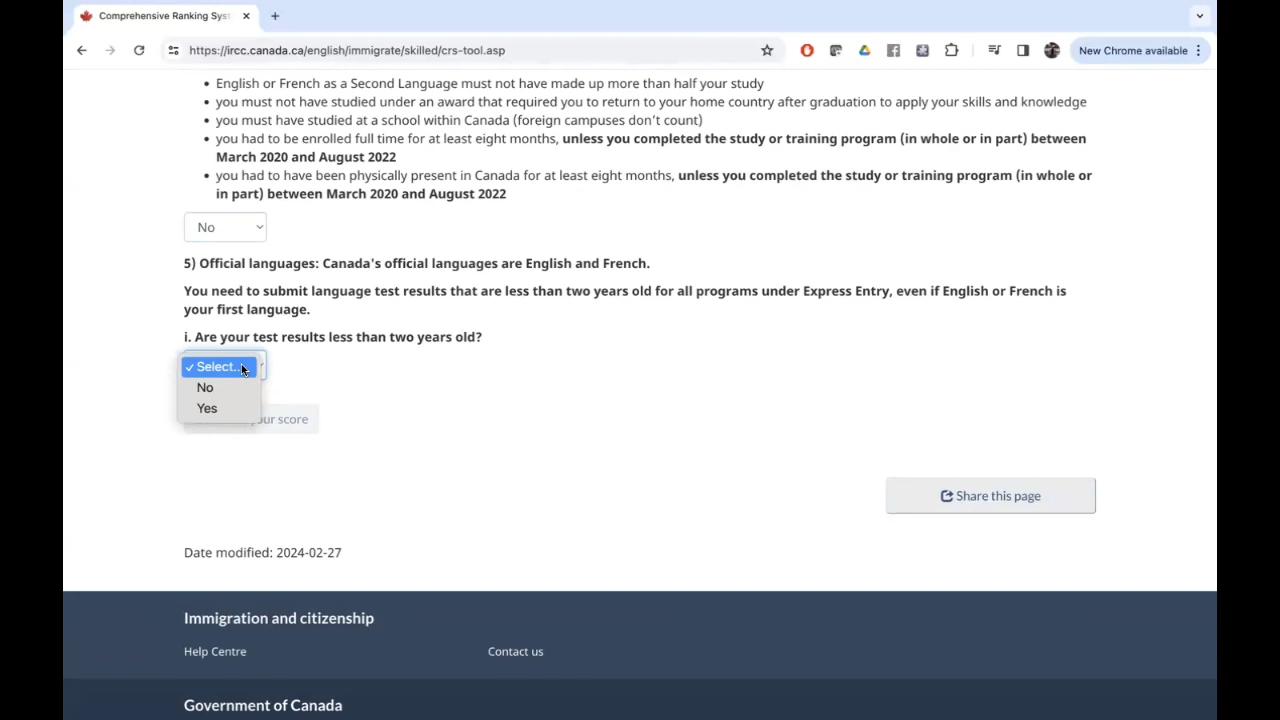 Comprehensive Ranking Syst
https://ircc.canada.ca/english/immigrate/skilled/crs-tool.asp
New Chrome available
English or French as a Second Language must not have made up more than half your study
you must not have studied under an award that required you to return to your home country after graduation to apply your skills and knowledge
you must have studied at a school within Canada (foreign campuses don't count)
you had to be enrolled full time for at least eight months, unless you completed the study or training program (in whole or in part) between
March 2020 and August 2022
you had to have been physically present in Canada for at least eight months, unless you completed the study or training program (in whole or
in part) between March 2020 and August 2022
No
5) Official languages: Canada's official languages are English and French.
You need to submit language test results that are less than two years old for all programs under Express Entry, even if English or French is
your first language.
i. Are your test results less than two years old?
✓ Select...
No
Yes
our score
Share this page
Date modified: 2024-02-27
Immigration and citizenship
Help Centre
Contact us
Government of Canada